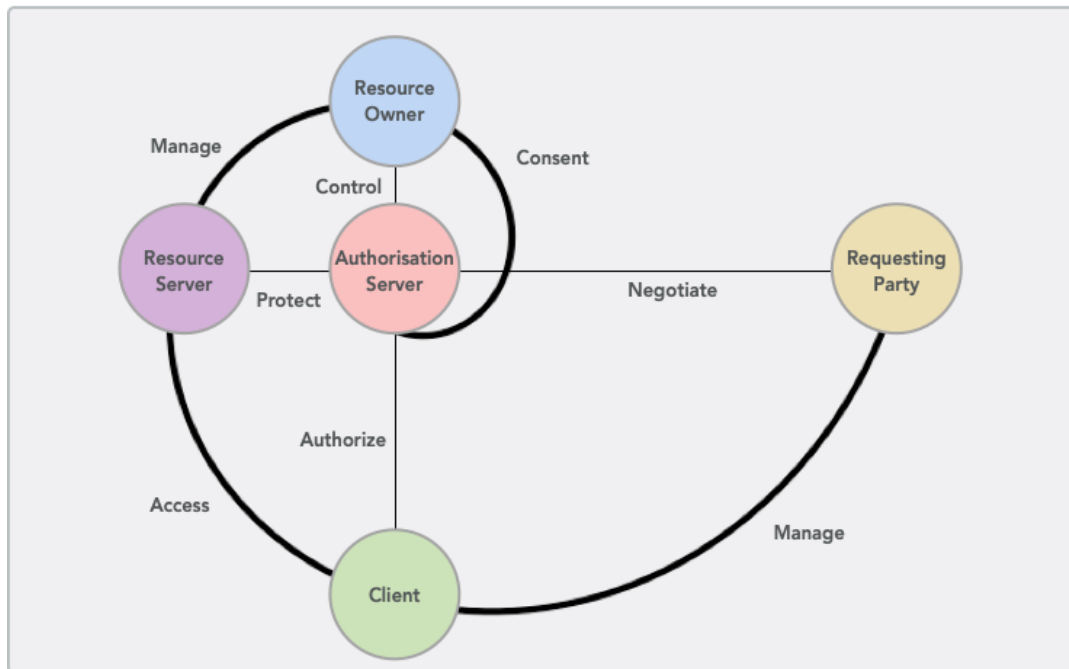 Resource
Owner
Manage
Consent
Control
Resource
Server
Authorisation
Server
Requesting
Party
Protect
Negotiate
Authorize
Access
Manage
Client